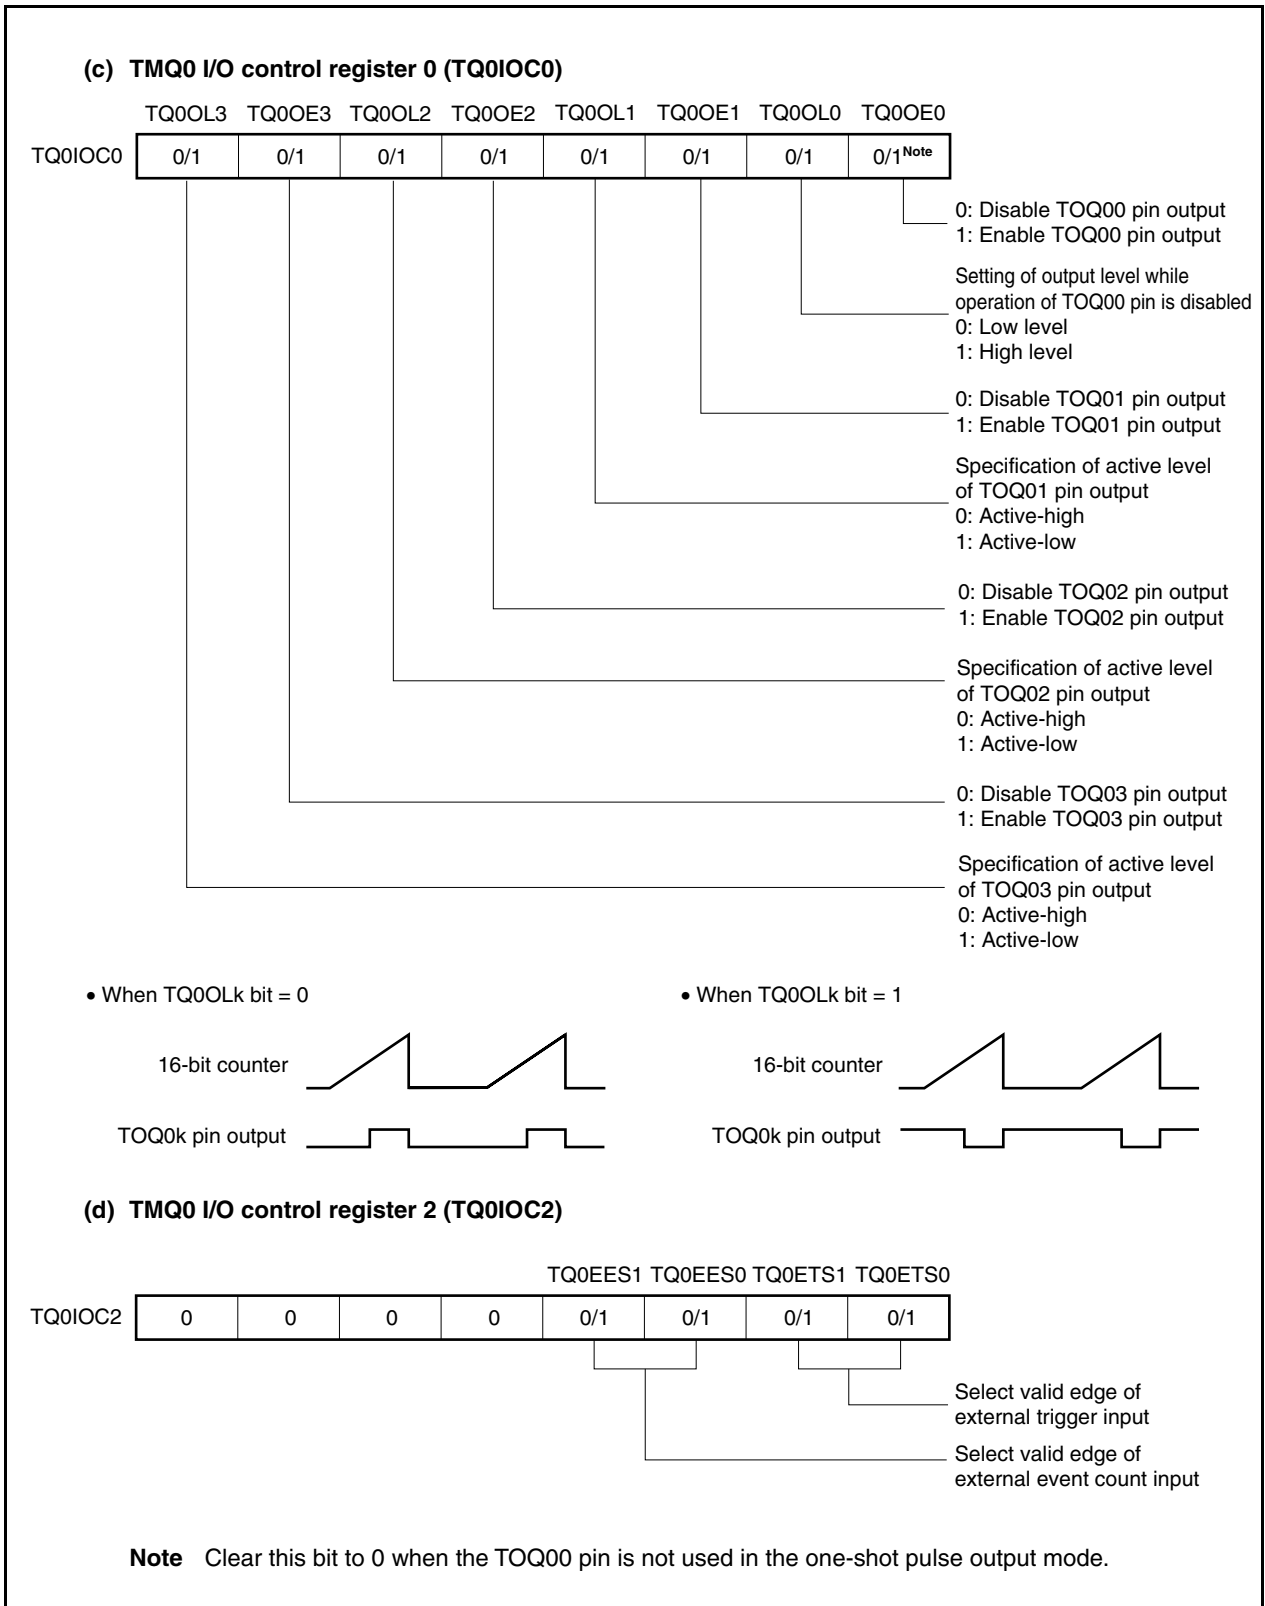 (c) TMQ0 I/O control register 0 (TQ0IOC0)
TQ0OL3 TQ0OE3 TQ0OL2 TQ0OE2 TQ0OL1 TQ0OE1 TQ0OL0 TQ0OE0
TQ0IOC0 0/1 0/1 0/1 0/1 0/1 0/1 0/1 0/1Note
0: Disable TOQ00 pin output
1: Enable TOQ00 pin output
Setting of output level while
operation of TOQ00 pin is disabled
0: Low level
1: High level
0: Disable TOQ01 pin output
1: Enable TOQ01 pin output
Specification of active level
of TOQ01 pin output
0: Active-high
1: Active-low
0: Disable TOQ02 pin output
1: Enable TOQ02 pin output
Specification of active level
of TOQ02 pin output
0: Active-high
1: Active-low
0: Disable TOQ03 pin output
1: Enable TOQ03 pin output
Specification of active level
of TOQ03 pin output
0: Active-high
1: Active-low
• When TQ0OLk bit = 0
16-bit counter
TOQ0k pin output
• When TQ0OLk bit = 1
16-bit counter
TOQ0k pin output
(d) TMQ0 I/O control register 2 (TQ0IOC2)
TQ0EES1 TQ0EES0 TQ0ETS1 TQ0ETS0
TQ0IOC2 0 0 0 0 0/1 0/1 0/1 0/1
Select valid edge of
external trigger input
Select valid edge of
external event count input
Note Clear this bit to 0 when the TOQ00 pin is not used in the one-shot pulse output mode.